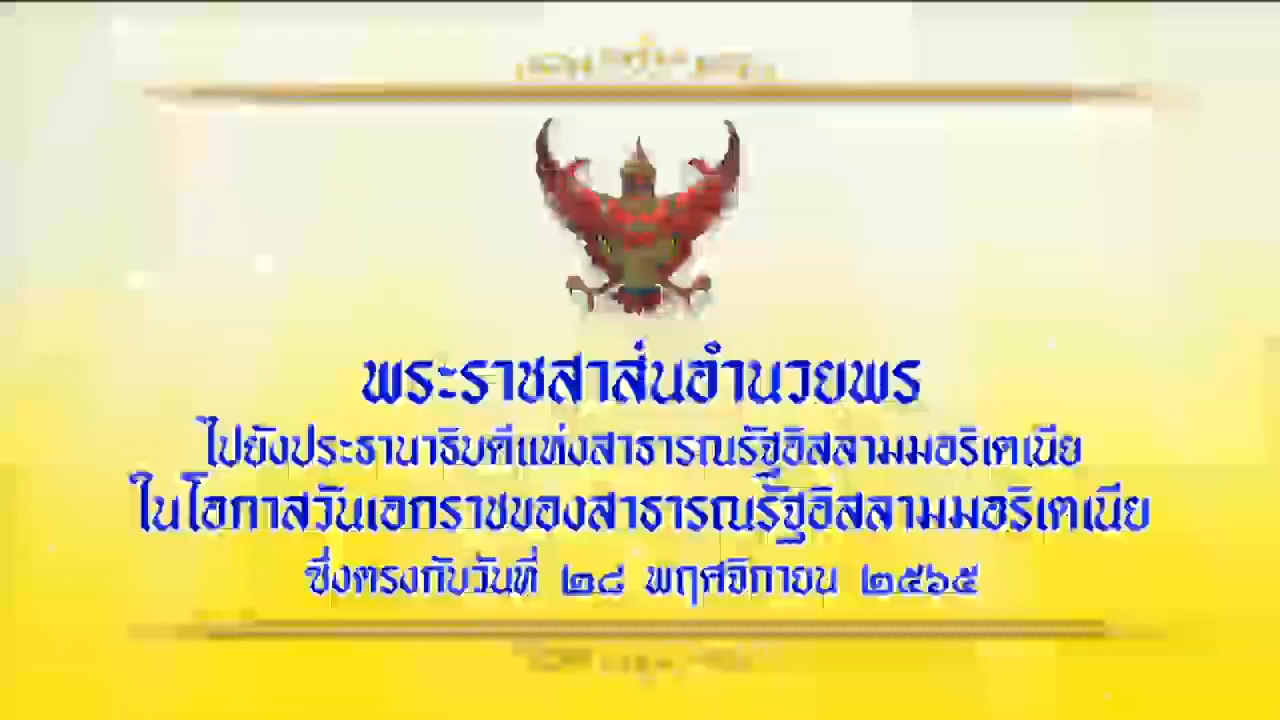 พระราชสาส์นอำนวยพร
ไปยังประธานาธิบดีแห่งสาธารณรัฐอิสลามมอริเตเนีย
ในโอกาสวันเอกราชของสาธารณรัฐอิสลามมอริเตเนีย
ซึ่งตรงกับวันที่ ๒๘ พฤศจิกายน ๒๕๖๕